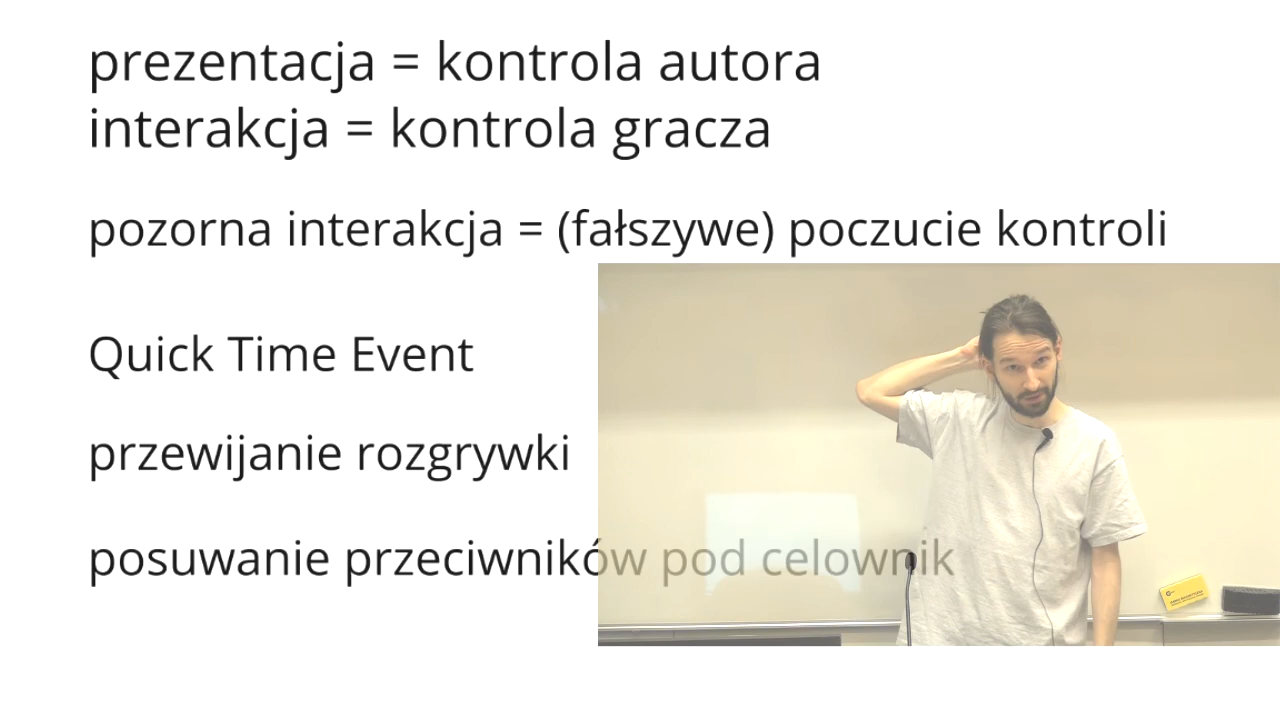 prezentacja = kontrola autora
interakcja = kontrola gracza
pozorna interakcja = (fałszywe) poczucie kontroli
Quick Time Event
przewijanie rozgrywki
posuwanie przeciwników pod celownik